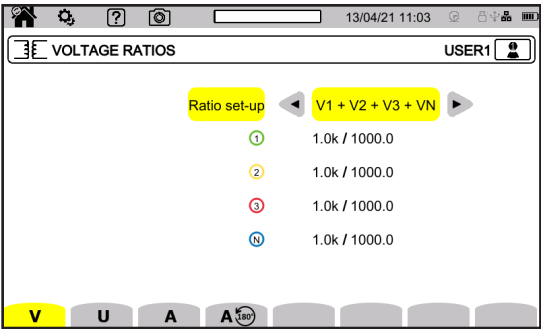 ? 13/04/21 11:03
VOLTAGE RATIOS USER1
Ratio set-up V1 + V2 + V3 + VN
1 1.0k / 1000.0
2 1.0k / 1000.0
3 1.0k / 1000.0
N 1.0k / 1000.0
V U A A 180°